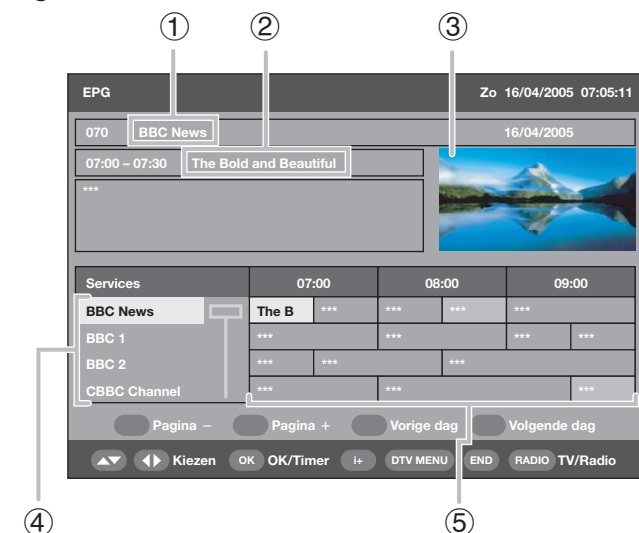 ① ② ③
EPG Zo 16/04/2005 07:05:11
070 BBC News 16/04/2005
07:00 – 07:30 The Bold and Beautiful
***
Services 07:00 08:00 09:00
BBC News The B *** *** *** ***
BBC 1 *** *** *** ***
BBC 2 *** *** ***
CBBC Channel *** *** ***
Pagina – Pagina + Vorige dag Volgende dag
▲▼ ◀▶ Kiezen OK OK/Timer i+ DTV MENU END RADIO TV/Radio
④ ⑤